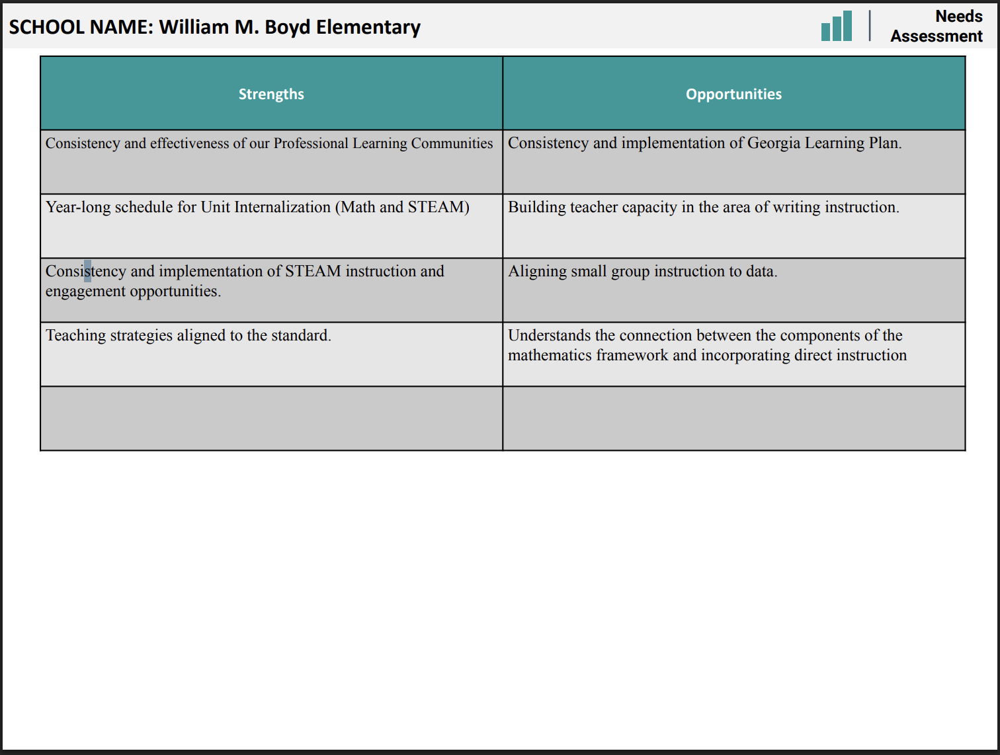 SCHOOL NAME: William M. Boyd Elementary
Needs
Assessment
Strengths
Opportunities
Consistency and effectiveness of our Professional Learning Communities
Consistency and implementation of Georgia Learning Plan.
Year-long schedule for Unit Internalization (Math and STEAM)
Building teacher capacity in the area of writing instruction.
Consistency and implementation of STEAM instruction and
engagement opportunities.
Aligning small group instruction to data.
Teaching strategies aligned to the standard.
Understands the connection between the components of the
mathematics framework and incorporating direct instruction